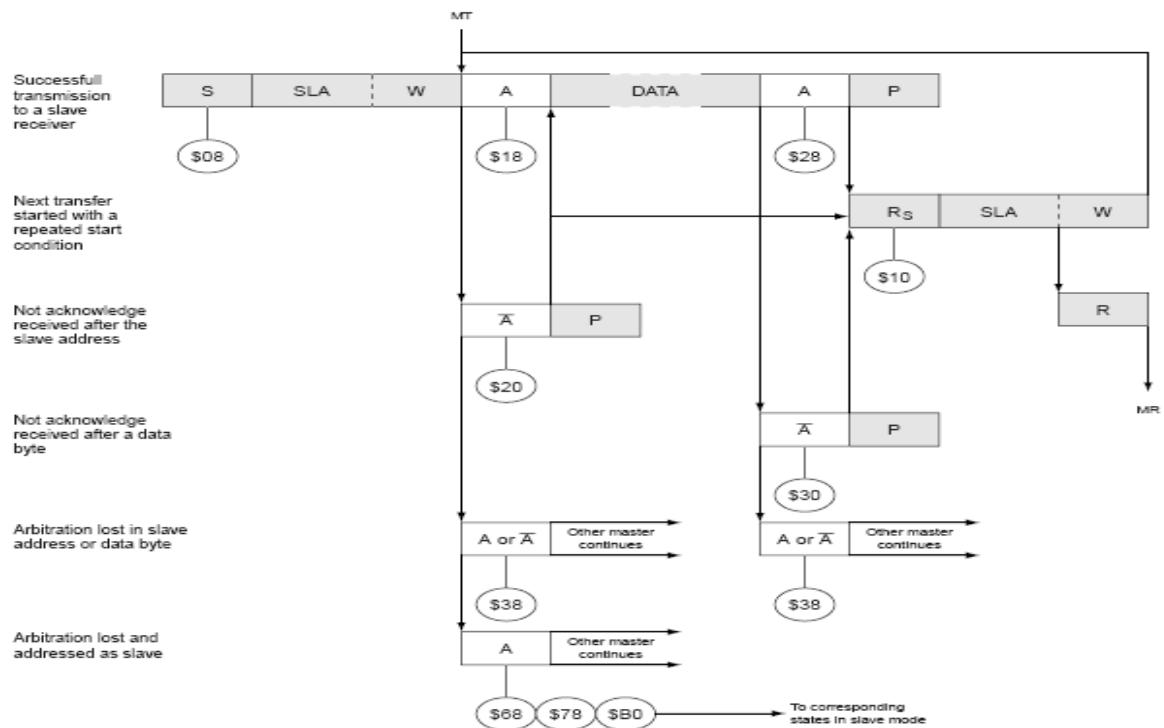 MT
Successfull
transmission
to a slave
receiver
S SLA W A DATA A P
$08 $18 $28
Next transfer
started with a
repeated start
condition
RS SLA W
$10
Not acknowledge
received after the
slave address
A̅ P
R
$20
MR
Not acknowledge
received after a data
byte
A̅ P
$30
Arbitration lost in slave
address or data byte
A or A̅ Other master
continues
A or A̅ Other master
continues
$38 $38
Arbitration lost and
addressed as slave
A Other master
continues
$68 $78 $B0 To corresponding
states in slave mode